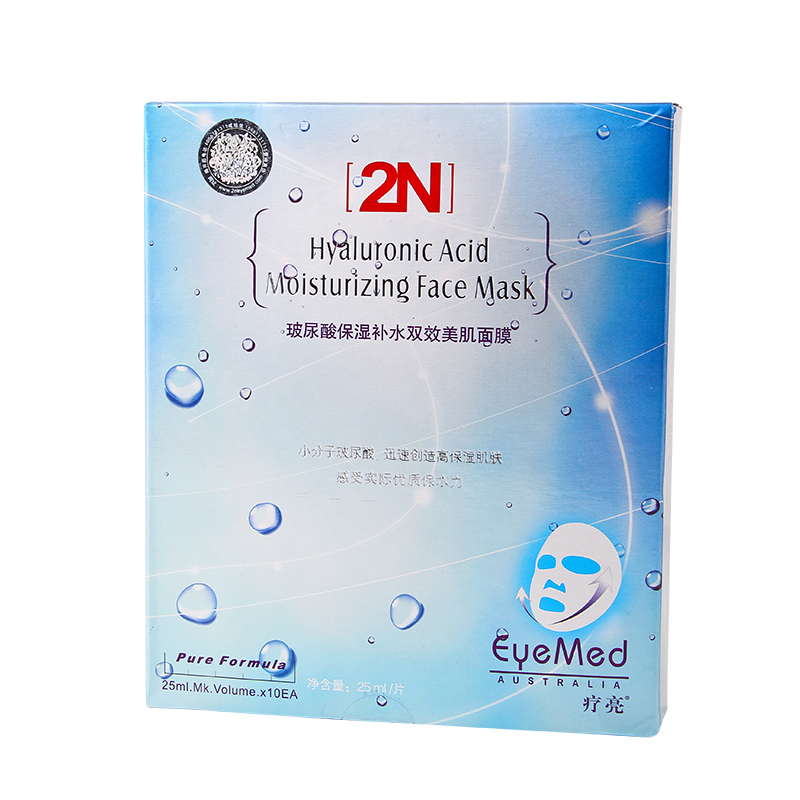 [2N]
Hyaluronic Acid
Moisturizing Face Mask
玻尿酸保湿补水双效美肌面膜
小分子玻尿酸 迅速创造高保湿肌肤
感受实际优质保水力
EyeMed
AUSTRALIA
疗亮®
Pure Formula
25ml.Mk.Volume.x10EA
净含量：25ml/片